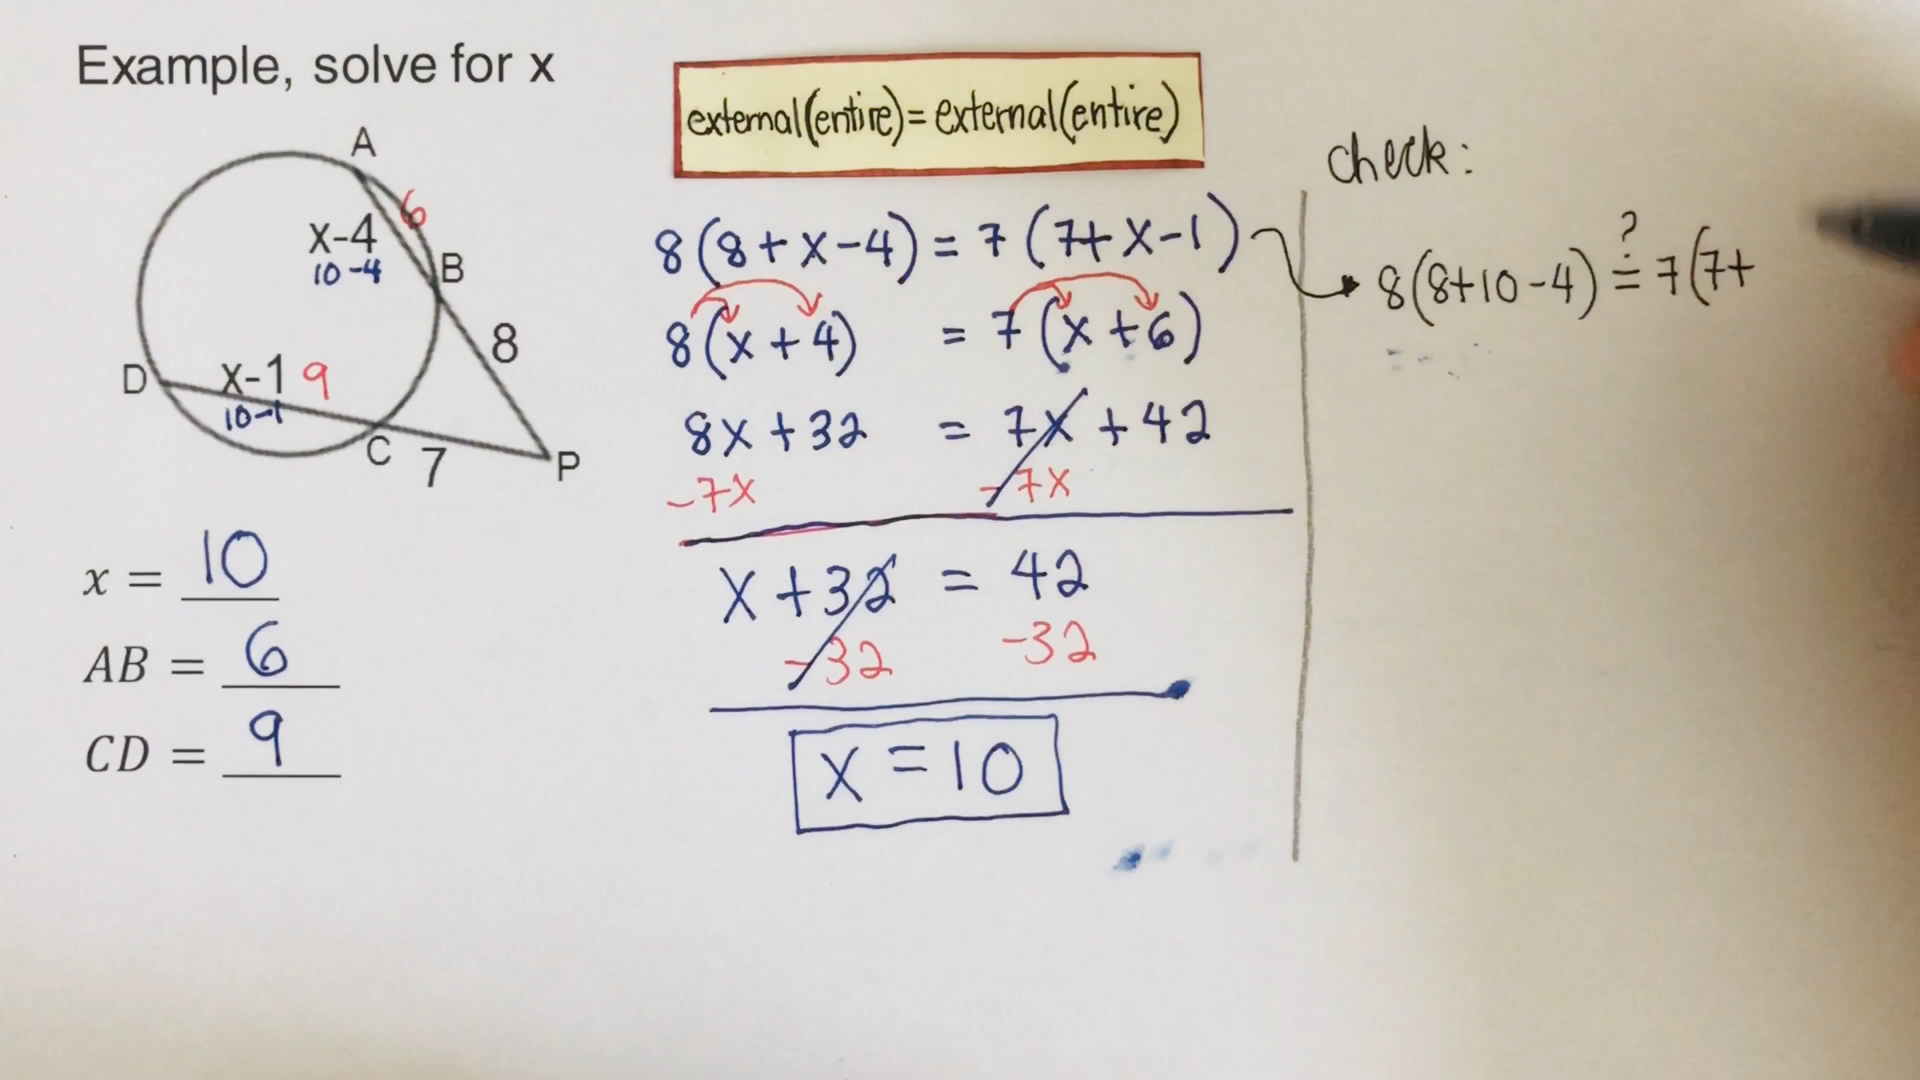 Example, solve for x
A
6
x-4
10-4
B
8
D
x-1 9
10-1
C
7
P
x = 10
AB = 6
CD = 9
external(entire)=external(entire)
8(8+x-4)=7(7+x-1)
8(x+4) = 7(x+6)
8x+32 = 7x+42
-7x -7x
x+32 = 42
-32 -32
x=10
check:
?
8(8+10-4)=7(7+